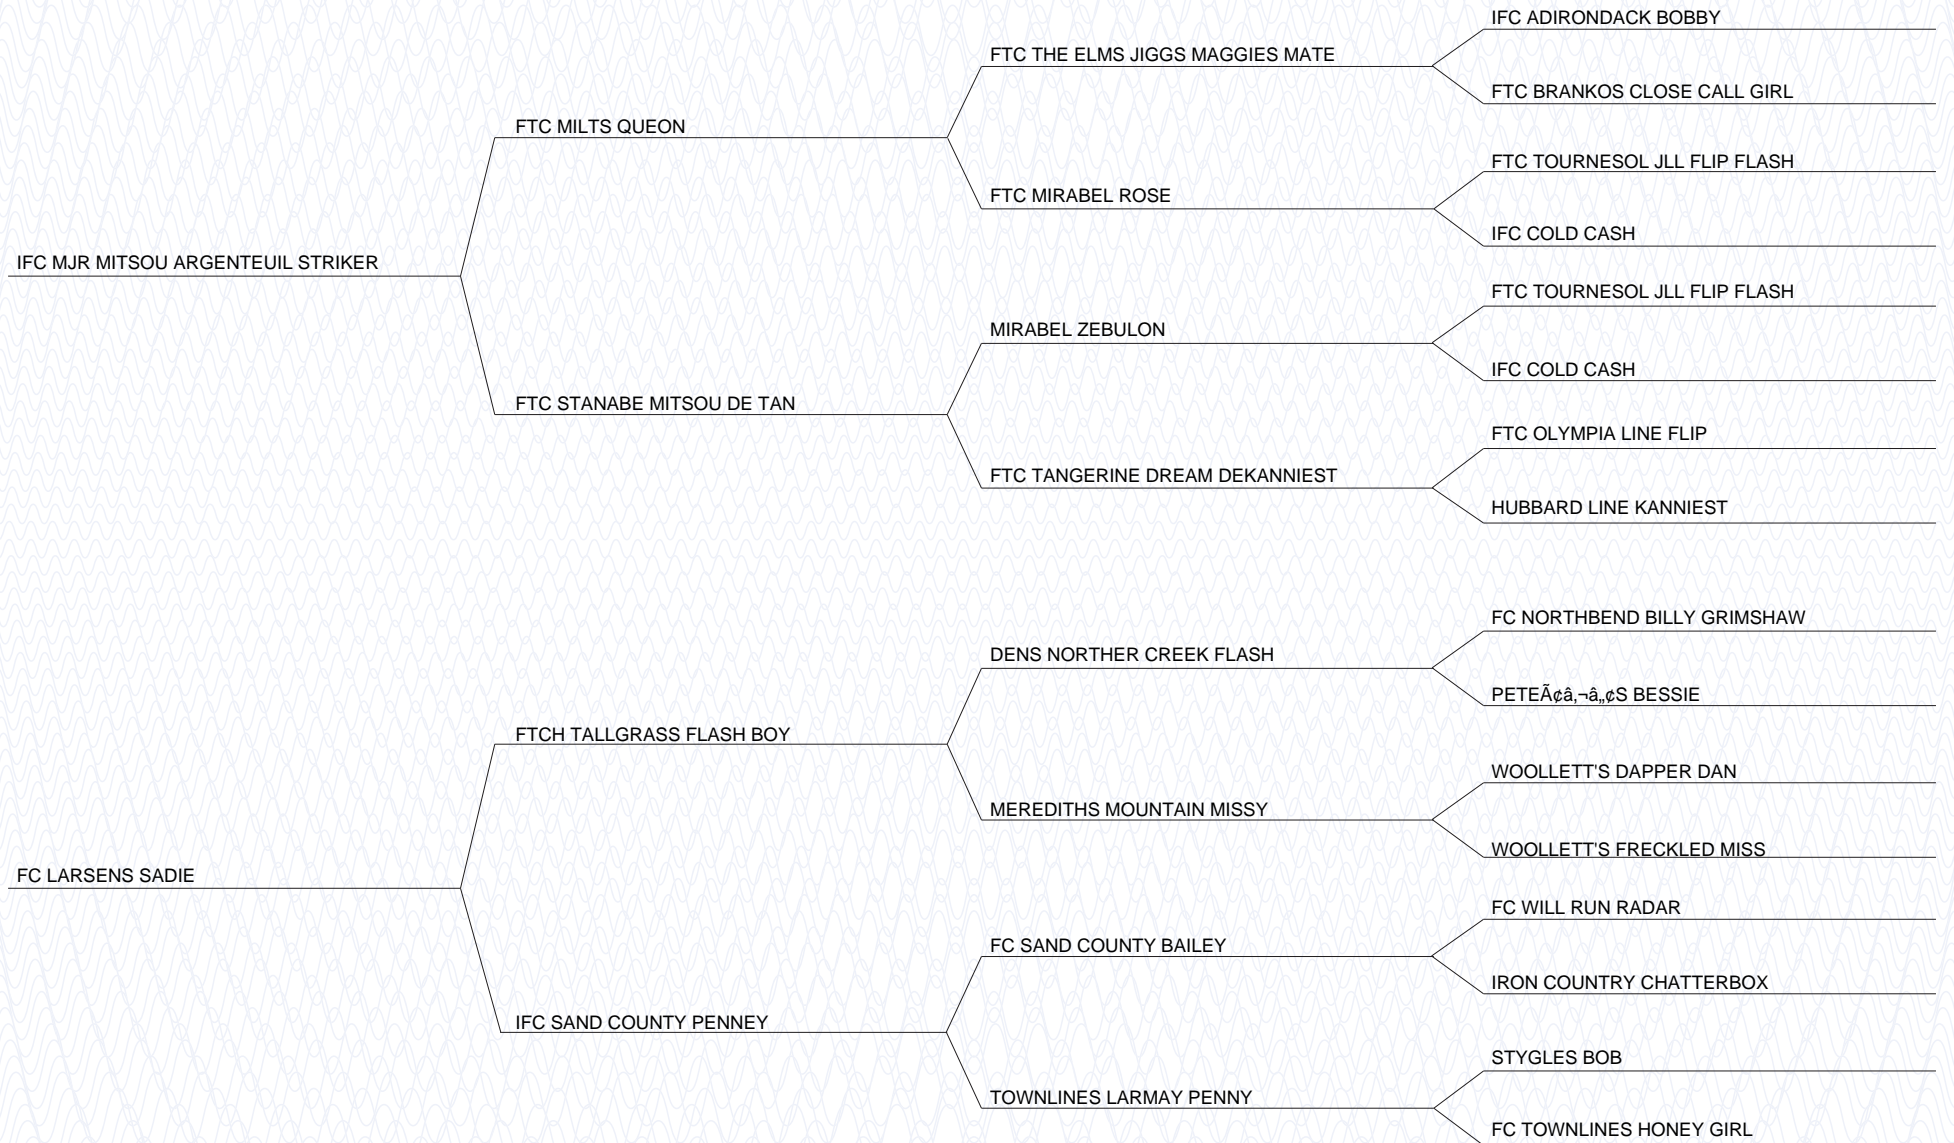 IFC ADIRONDACK BOBBY
FTC THE ELMS JIGGS MAGGIES MATE
FTC BRANKOS CLOSE CALL GIRL
FTC MILTS QUEON
FTC TOURNESOL JLL FLIP FLASH
FTC MIRABEL ROSE
IFC COLD CASH
IFC MJR MITSOU ARGENTEUIL STRIKER
FTC TOURNESOL JLL FLIP FLASH
MIRABEL ZEBULON
IFC COLD CASH
FTC STANABE MITSOU DE TAN
FTC OLYMPIA LINE FLIP
FTC TANGERINE DREAM DEKANNIEST
HUBBARD LINE KANNIEST
FC NORTHBEND BILLY GRIMSHAW
DENS NORTHER CREEK FLASH
PETEÃ¢â‚¬â„¢S BESSIE
FTCH TALLGRASS FLASH BOY
WOOLLETT'S DAPPER DAN
MEREDITHS MOUNTAIN MISSY
WOOLLETT'S FRECKLED MISS
FC LARSENS SADIE
FC WILL RUN RADAR
FC SAND COUNTY BAILEY
IRON COUNTRY CHATTERBOX
IFC SAND COUNTY PENNEY
STYGLES BOB
TOWNLINES LARMAY PENNY
FC TOWNLINES HONEY GIRL